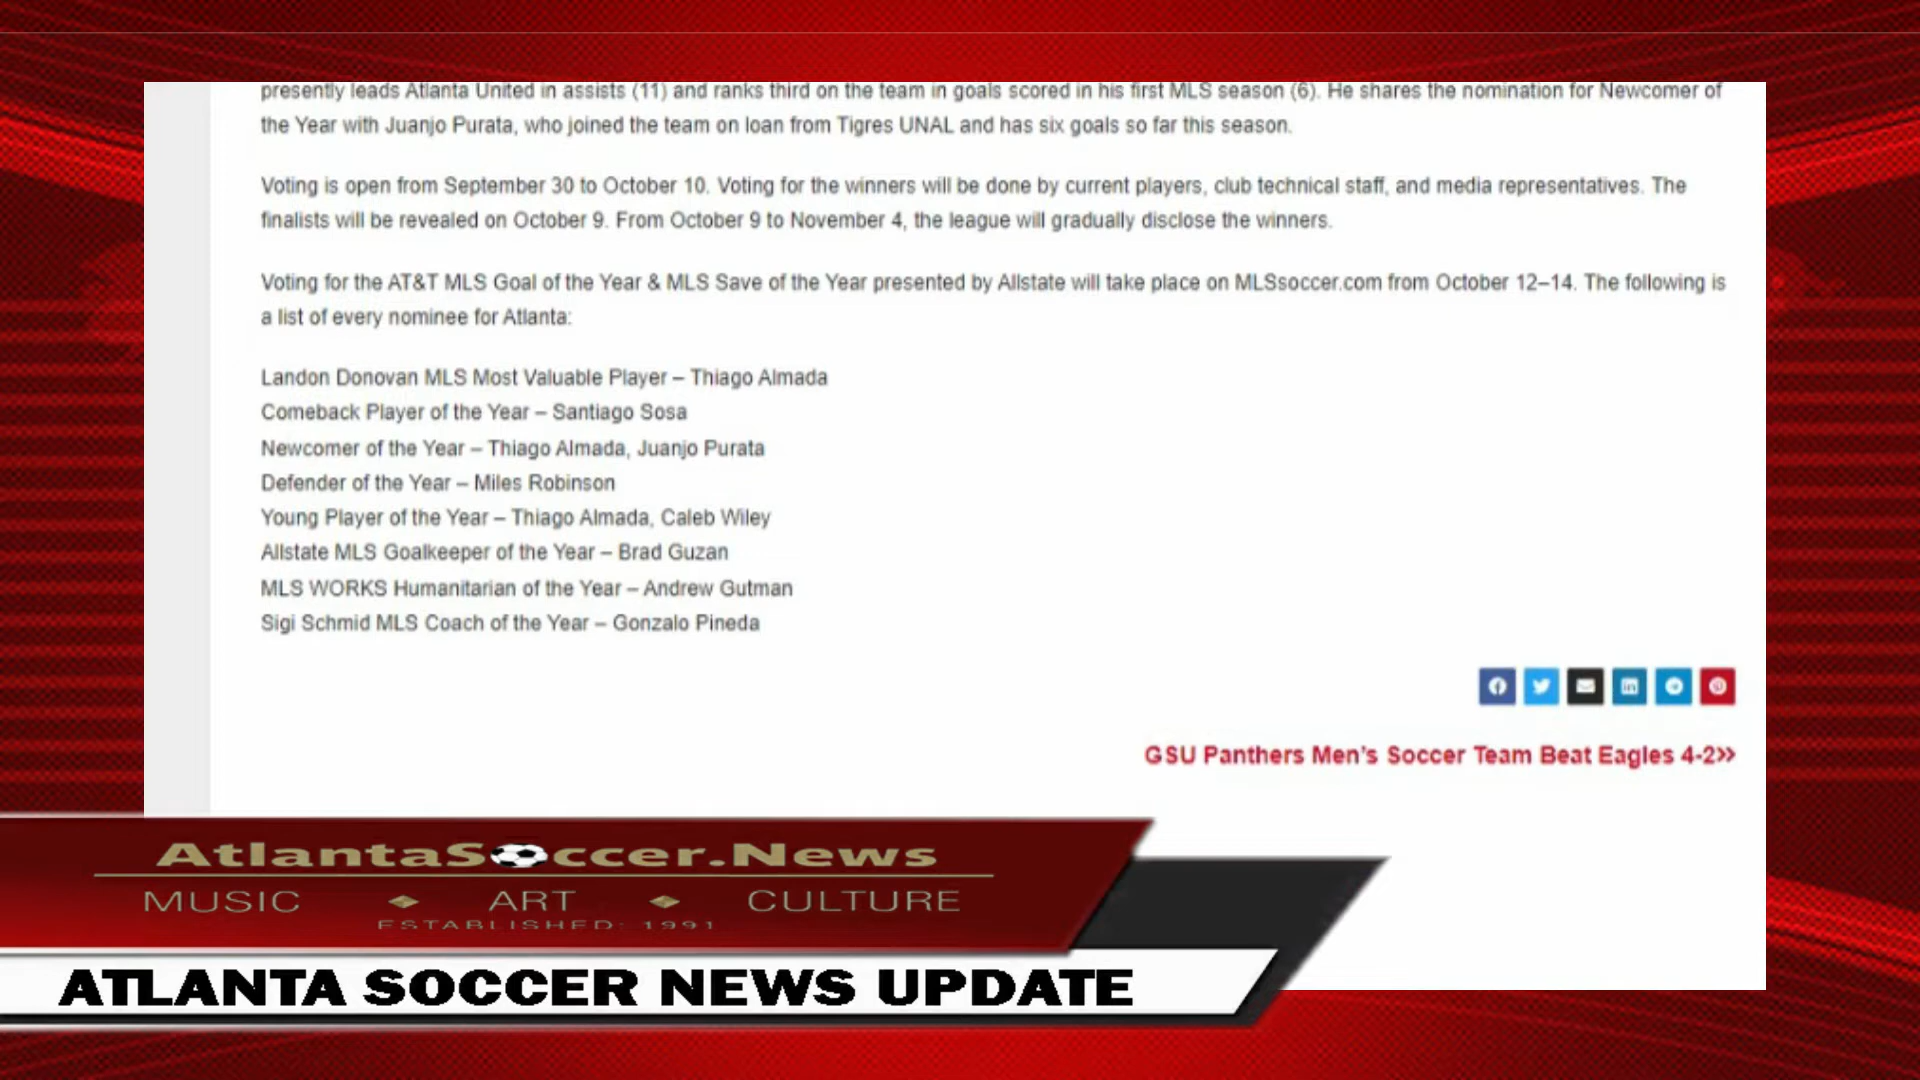 presently leads Atlanta United in assists (11) and ranks third on the team in goals scored in his first MLS season (6). He shares the nomination for Newcomer of
the Year with Juanjo Purata, who joined the team on loan from Tigres UNAL and has six goals so far this season.
Voting is open from September 30 to October 10. Voting for the winners will be done by current players, club technical staff, and media representatives. The
finalists will be revealed on October 9. From October 9 to November 4, the league will gradually disclose the winners.
Voting for the AT&T MLS Goal of the Year & MLS Save of the Year presented by Allstate will take place on MLSsoccer.com from October 12–14. The following is
a list of every nominee for Atlanta:
Landon Donovan MLS Most Valuable Player – Thiago Almada
Comeback Player of the Year – Santiago Sosa
Newcomer of the Year – Thiago Almada, Juanjo Purata
Defender of the Year – Miles Robinson
Young Player of the Year – Thiago Almada, Caleb Wiley
Allstate MLS Goalkeeper of the Year – Brad Guzan
MLS WORKS Humanitarian of the Year – Andrew Gutman
Sigi Schmid MLS Coach of the Year – Gonzalo Pineda
GSU Panthers Men's Soccer Team Beat Eagles 4-2»
AtlantaSoccer.News
MUSIC ART CULTURE
ESTABLISHED: 1991
ATLANTA SOCCER NEWS UPDATE